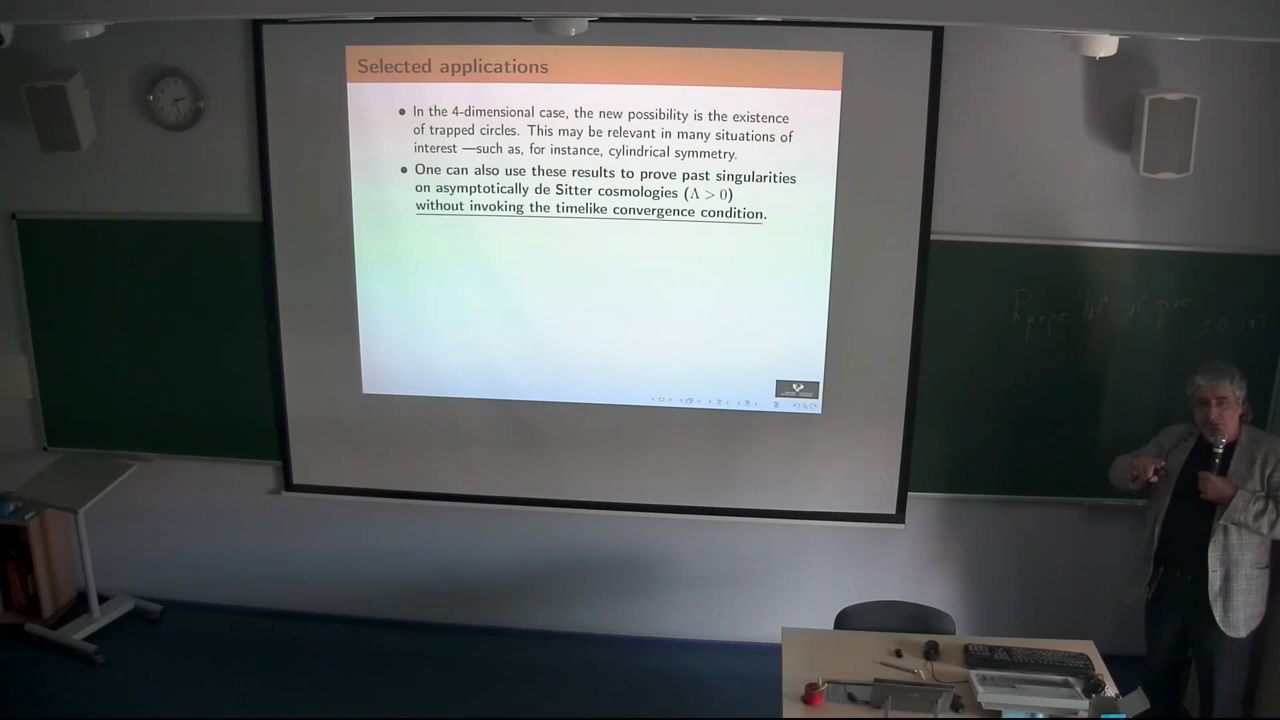 Selected applications
• In the 4-dimensional case, the new possibility is the existence
of trapped circles. This may be relevant in many situations of
interest —such as, for instance, cylindrical symmetry.
• One can also use these results to prove past singularities
on asymptotically de Sitter cosmologies (Λ > 0)
without invoking the timelike convergence condition.